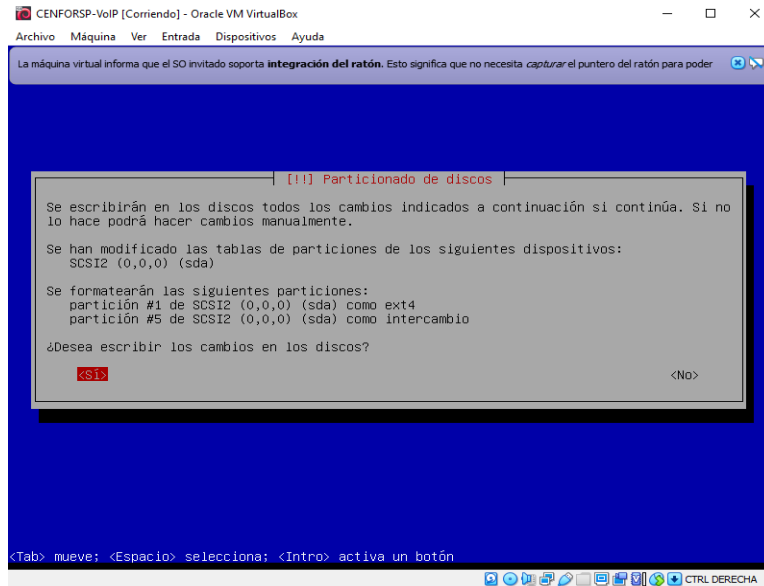 CENFORSP-VoIP [Corriendo] - Oracle VM VirtualBox
Archivo Máquina Ver Entrada Dispositivos Ayuda
La máquina virtual informa que el SO invitado soporta integración del ratón. Esto significa que no necesita capturar el puntero del ratón para poder
[!!] Particionado de discos
Se escribirán en los discos todos los cambios indicados a continuación si continúa. Si no
lo hace podrá hacer cambios manualmente.
Se han modificado las tablas de particiones de los siguientes dispositivos:
SCSI2 (0,0,0) (sda)
Se formatearán las siguientes particiones:
partición #1 de SCSI2 (0,0,0) (sda) como ext4
partición #5 de SCSI2 (0,0,0) (sda) como intercambio
¿Desea escribir los cambios en los discos?
<Sí> <No>
<Tab> mueve; <Espacio> selecciona; <Intro> activa un botón
CTRL DERECHA